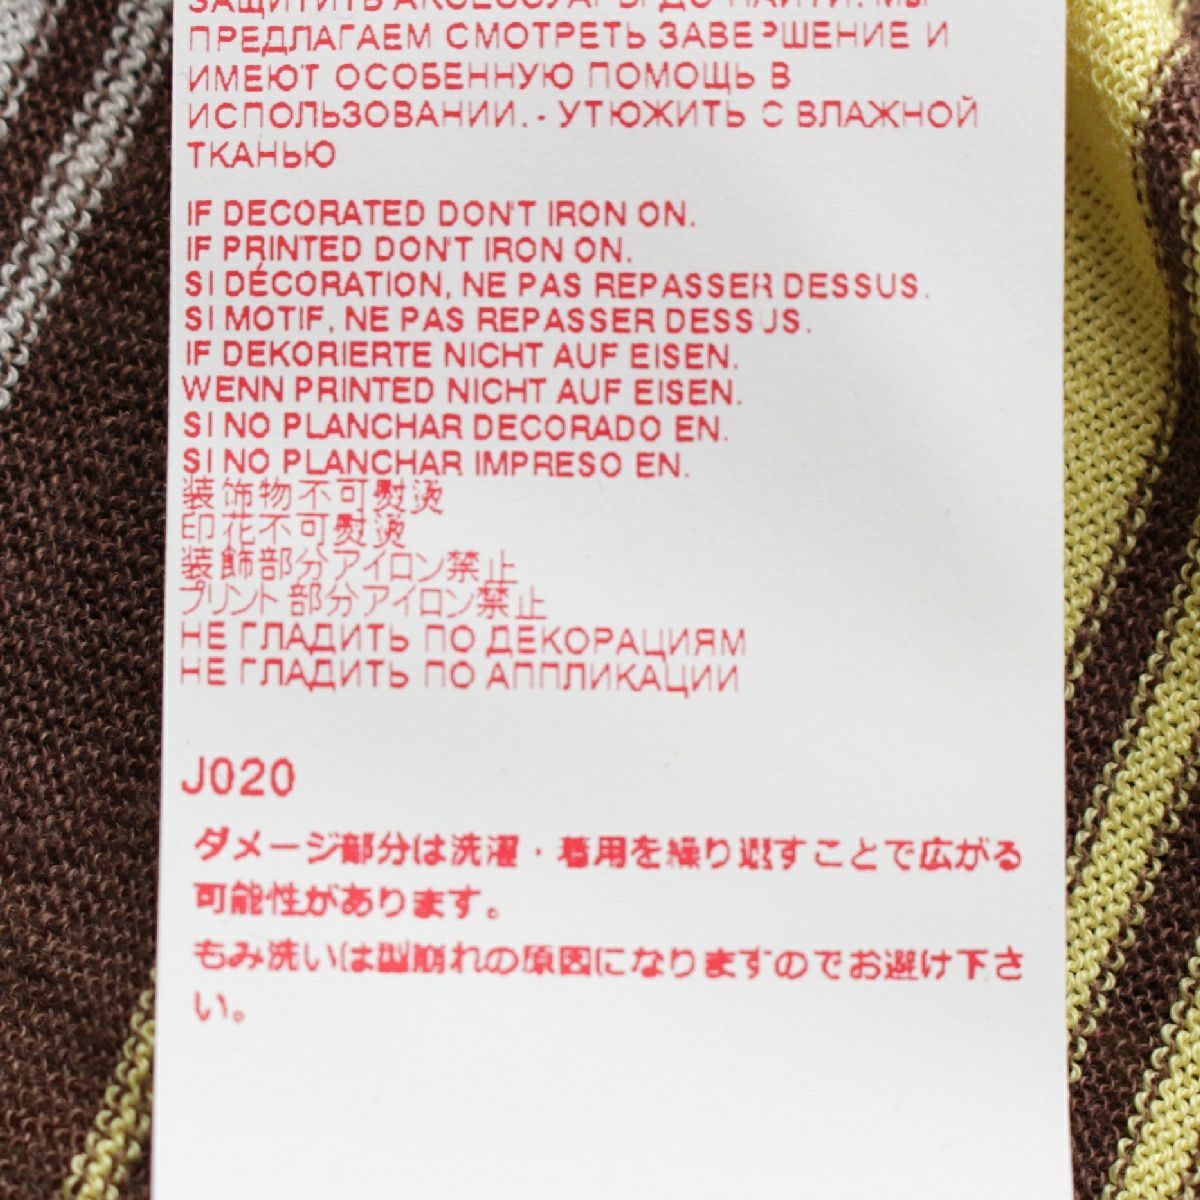 ЗАЩИТИТЬ АКСЕССУАРЫ ДО НАЙТИ. МЫ
ПРЕДЛАГАЕМ СМОТРЕТЬ ЗАВЕРШЕНИЕ И
ИМЕЮТ ОСОБЕННУЮ ПОМОЩЬ В
ИСПОЛЬЗОВАНИИ. - УТЮЖИТЬ С ВЛАЖНОЙ
ТКАНЬЮ
IF DECORATED DON'T IRON ON.
IF PRINTED DON'T IRON ON.
SI DÉCORATION, NE PAS REPASSER DESSUS.
SI MOTIF, NE PAS REPASSER DESSUS.
IF DEKORIERTE NICHT AUF EISEN.
WENN PRINTED NICHT AUF EISEN.
SI NO PLANCHAR DECORADO EN.
SI NO PLANCHAR IMPRESO EN.
装饰物不可熨烫
印花不可熨烫
装飾部分アイロン禁止
プリント部分アイロン禁止
НЕ ГЛАДИТЬ ПО ДЕКОРАЦИЯМ
НЕ ГЛАДИТЬ ПО АППЛИКАЦИИ
J020
ダメージ部分は洗濯・着用を繰り返すことで広がる
可能性があります。
もみ洗いは型崩れの原因になりますのでお避け下さ
い。